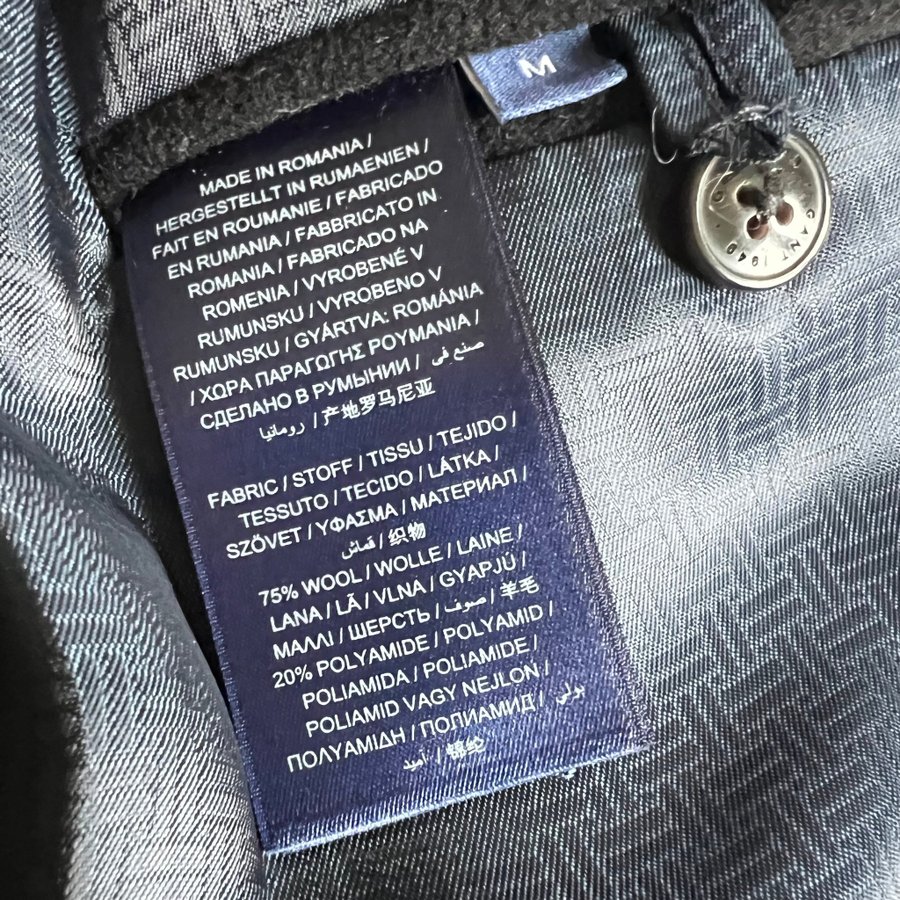 M
GANT 1949
MADE IN ROMANIA /
HERGESTELLT IN RUMAENIEN /
FAIT EN ROUMANIE / FABRICADO
EN RUMANIA / FABBRICATO IN
ROMANIA / FABRICADO NA
ROMENIA / VYROBENÉ V
RUMUNSKU / VYROBENO V
RUMUNSKU / GYÁRTVA: ROMÁNIA
/ ΧΩΡΑ ΠΑΡΑΓΩΓΗΣ ΡΟΥΜΑΝΙΑ /
СДЕЛАНО В РУМЫНИИ / صنع في
رومانيا / 产地罗马尼亚
FABRIC / STOFF / TISSU / TEJIDO /
TESSUTO / TECIDO / LÁTKA /
SZÖVET / ΥΦΑΣΜΑ / МАТЕРИАЛ /
قماش / 织物
75% WOOL / WOLLE / LAINE /
LANA / LÃ / VLNA / GYAPJÚ /
ΜΑΛΛΙ / ШЕРСТЬ / صوف / 羊毛
20% POLYAMIDE / POLYAMID /
POLIAMIDA / POLIAMIDE /
POLIAMID VAGY NEJLON /
ΠΟΛΥΑΜΙΔΗ / ПОЛИАМИД / بولي
أميد / 锦纶